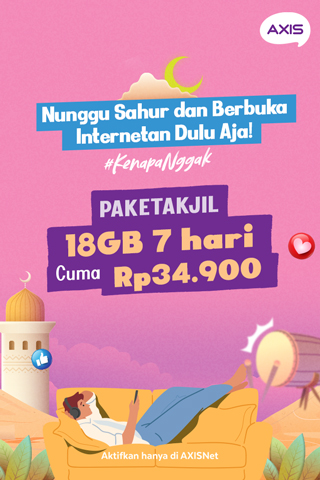 AXIS
Nunggu Sahur dan Berbuka
Internetan Dulu Aja!
#KenapaNggak
PAKETAKJIL
18GB 7 hari
Cuma Rp34.900
Aktifkan hanya di AXISNet